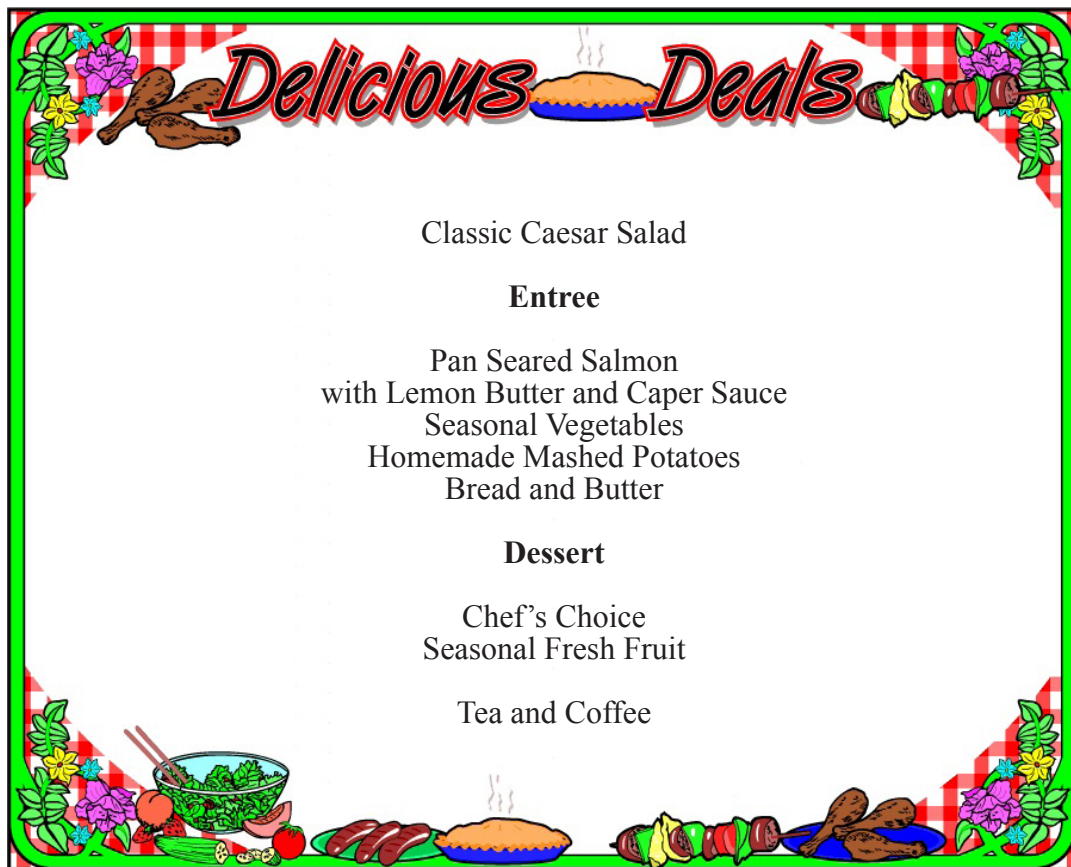 Delicious Deals
Classic Caesar Salad
Entree
Pan Seared Salmon
with Lemon Butter and Caper Sauce
Seasonal Vegetables
Homemade Mashed Potatoes
Bread and Butter
Dessert
Chef’s Choice
Seasonal Fresh Fruit
Tea and Coffee